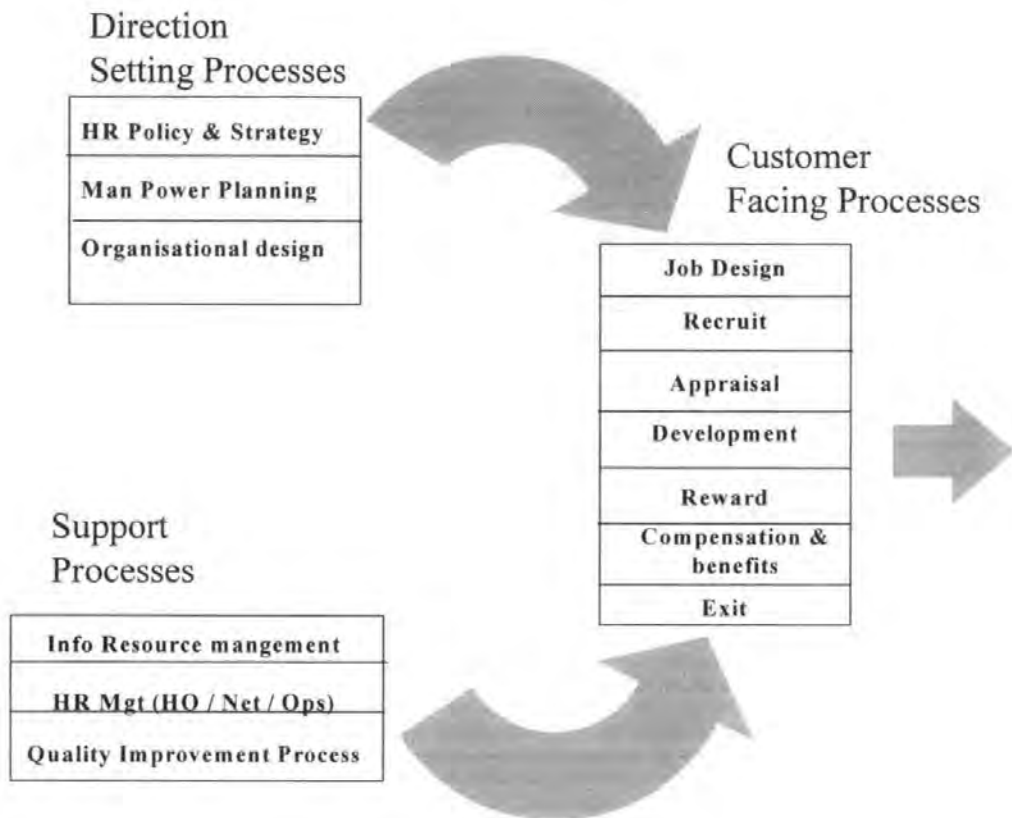 Direction
Setting Processes
HR Policy & Strategy
Man Power Planning
Organisational design
Customer
Facing Processes
Job Design
Recruit
Appraisal
Development
Reward
Compensation &
benefits
Exit
Support
Processes
Info Resource mangement
HR Mgt (HO / Net / Ops)
Quality Improvement Process